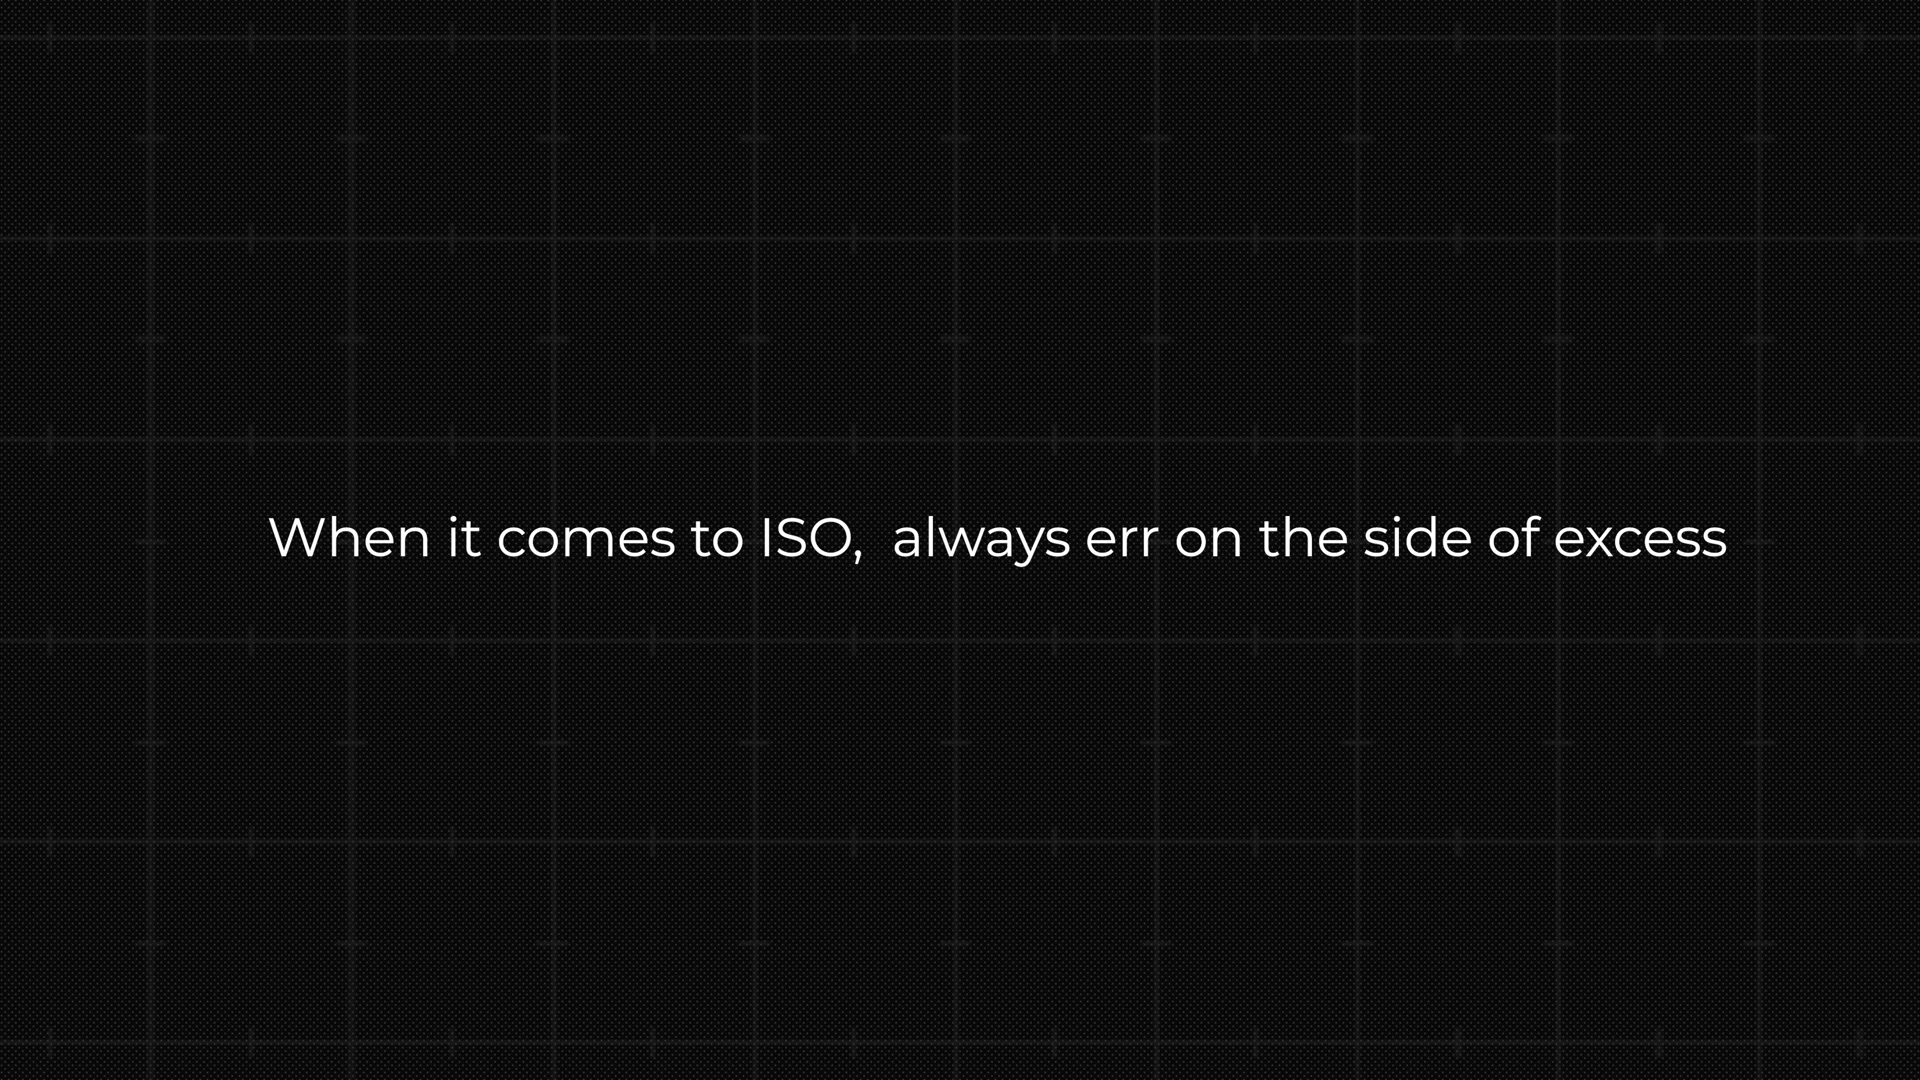 When it comes to ISO,  always err on the side of excess